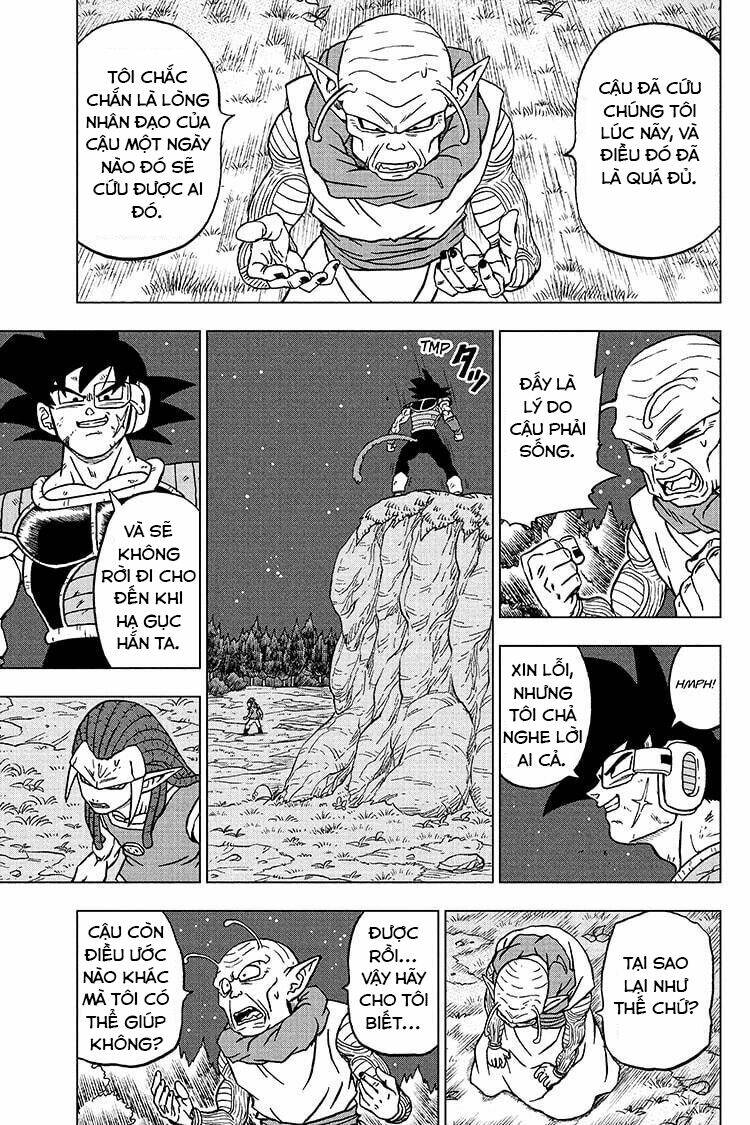 CẬU ĐÃ CỨU
CHÚNG TÔI
LÚC NÃY, VÀ
ĐIỀU ĐÓ ĐÃ
LÀ QUÁ ĐỦ.
TÔI CHẮC
CHẮN LÀ LÒNG
NHÂN ĐẠO CỦA
CẬU MỘT NGÀY
NÀO ĐÓ SẼ
CỨU ĐƯỢC AI
ĐÓ.
ĐẤY LÀ
LÝ DO
CẬU PHẢI
SỐNG.
HMPH!
XIN LỖI,
NHƯNG
TÔI CHẢ
NGHE LỜI
AI CẢ.
TMP
タッ
VÀ SẼ
KHÔNG
RỜI ĐI CHO
ĐẾN KHI
HẠ GỤC
HẮN TA.
TẠI SAO
LẠI NHƯ
THẾ CHỨ?
ĐƯỢC
RỒI...
VẬY HÃY
CHO TÔI
BIẾT...
CẬU CÒN
ĐIỀU ƯỚC
NÀO KHÁC
MÀ TÔI CÓ
THỂ GIÚP
KHÔNG?